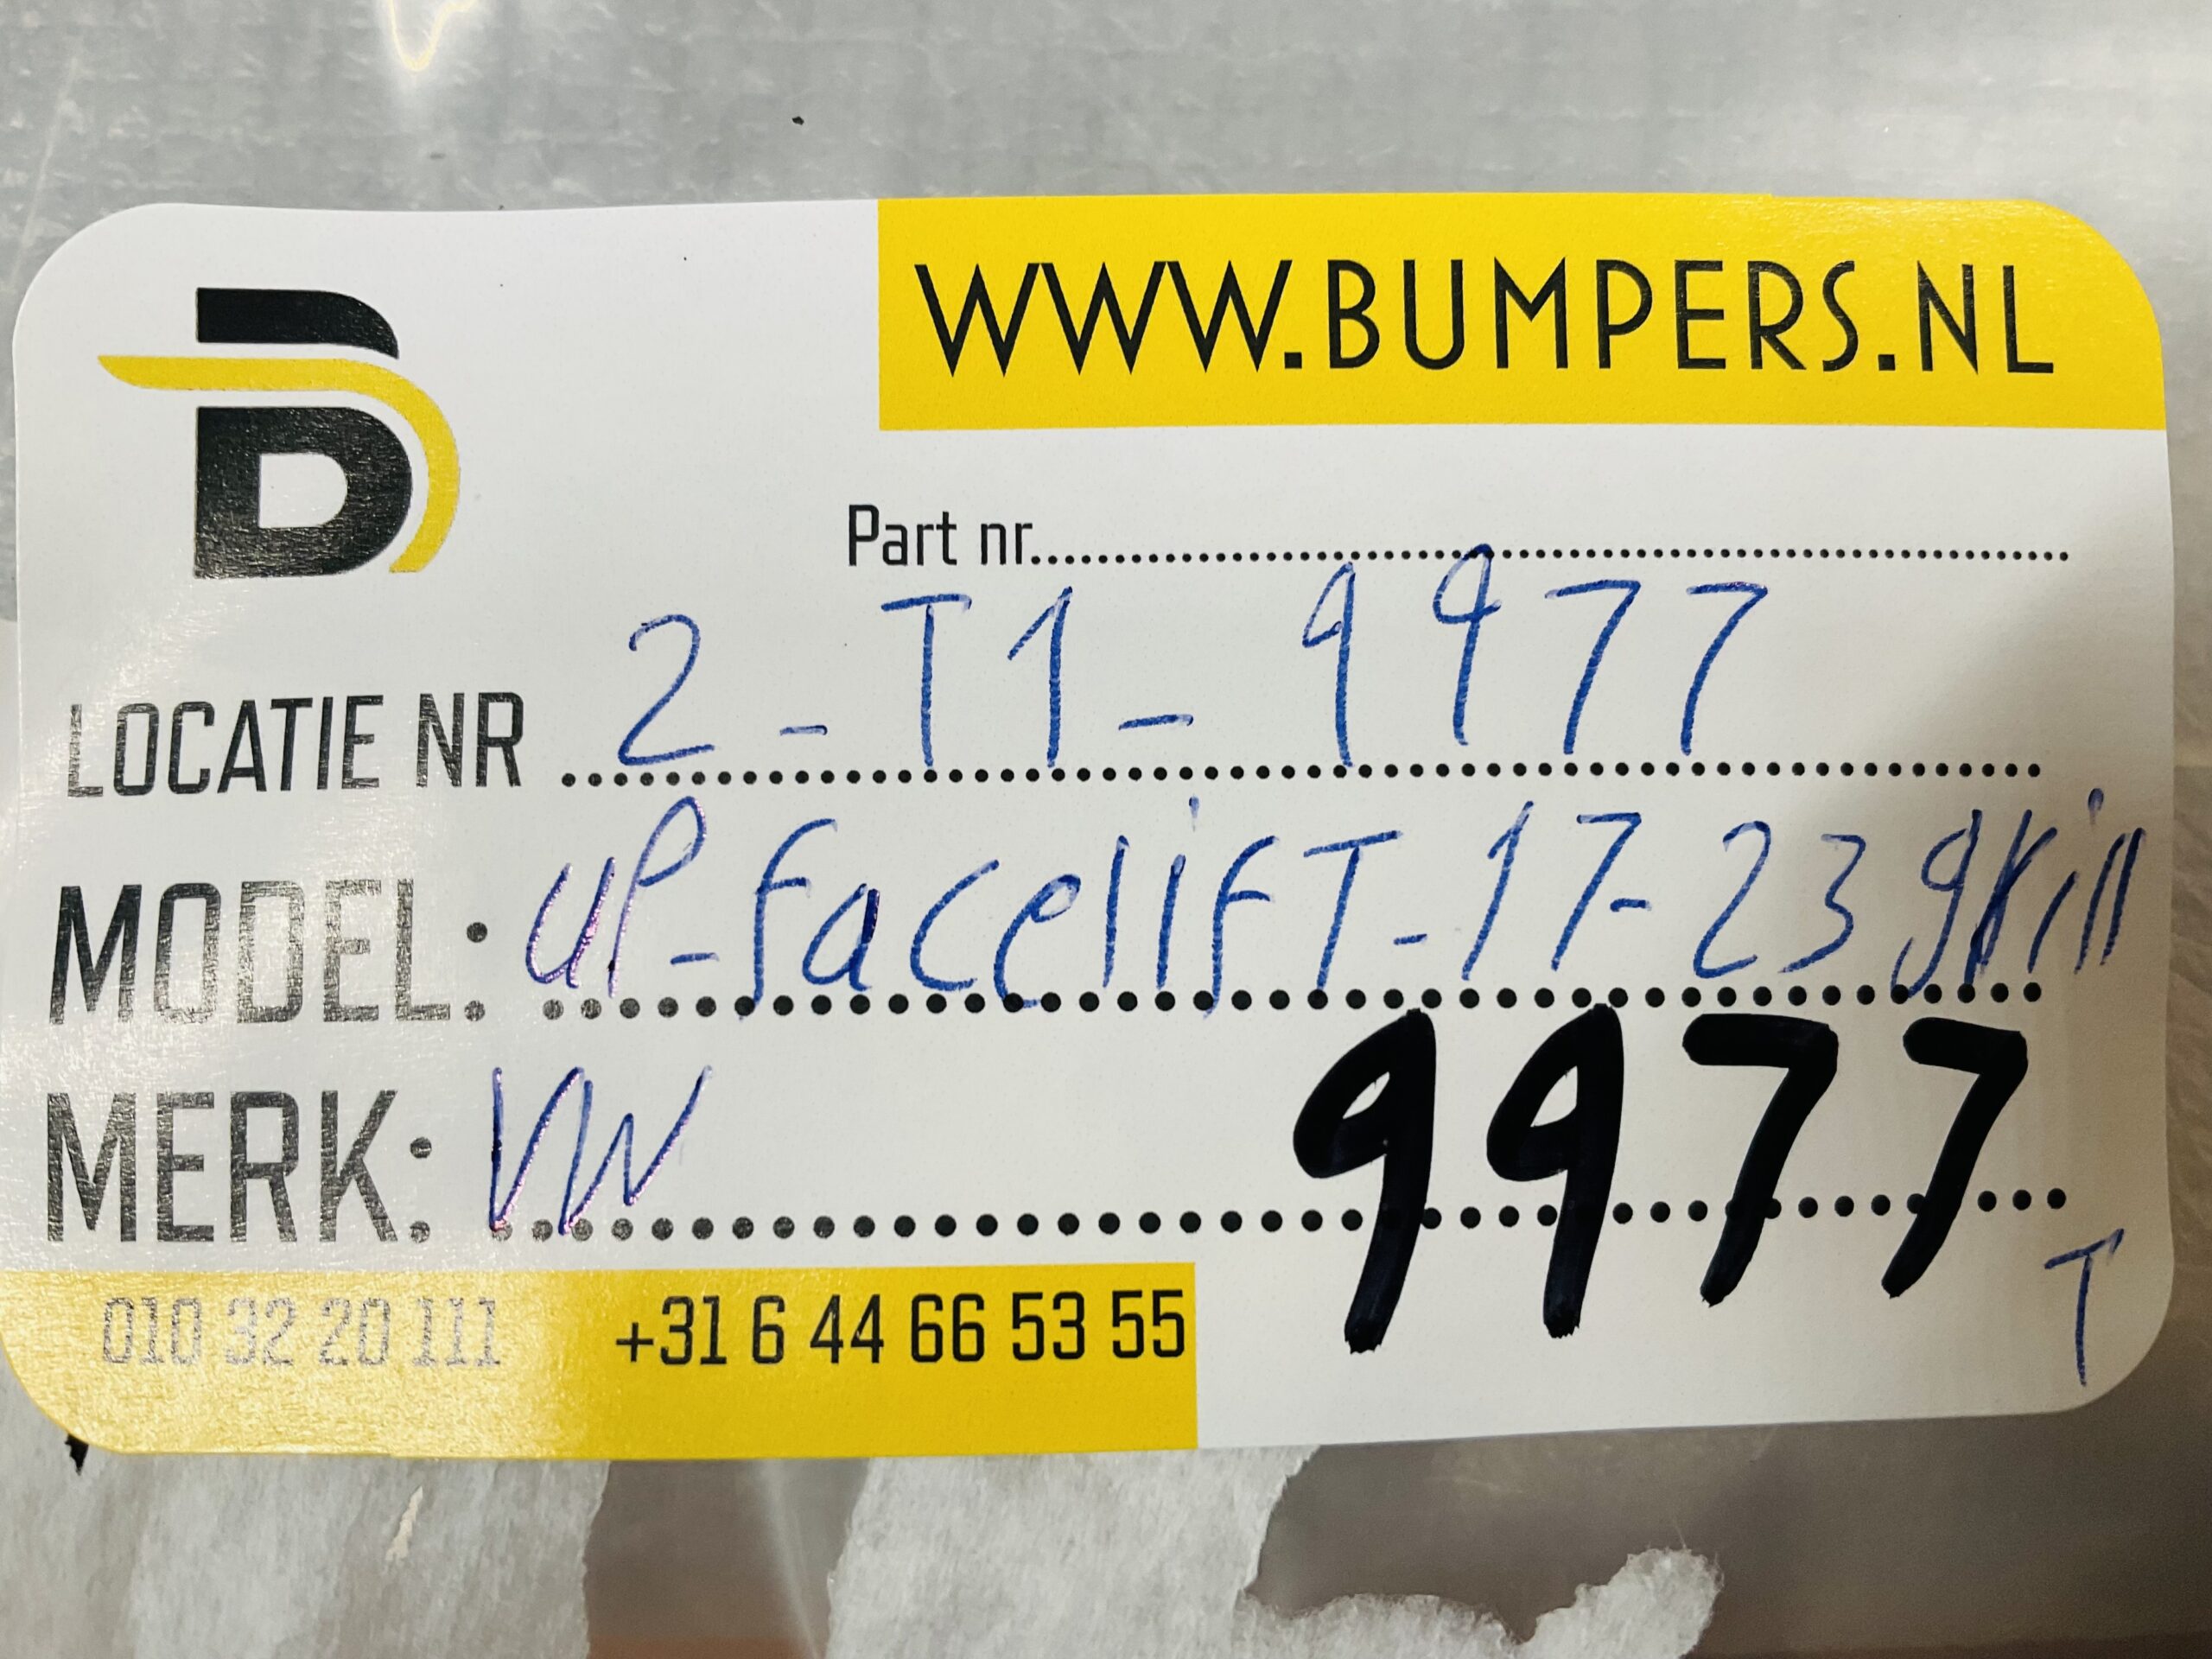 WWW.BUMPERS.NL
Part nr
LOCATIE NR 2-T1-9977
MODEL: UP-facelifT-17-23 grill
MERK: VW
9977
T
010 32 20 111 +31 6 44 66 53 55